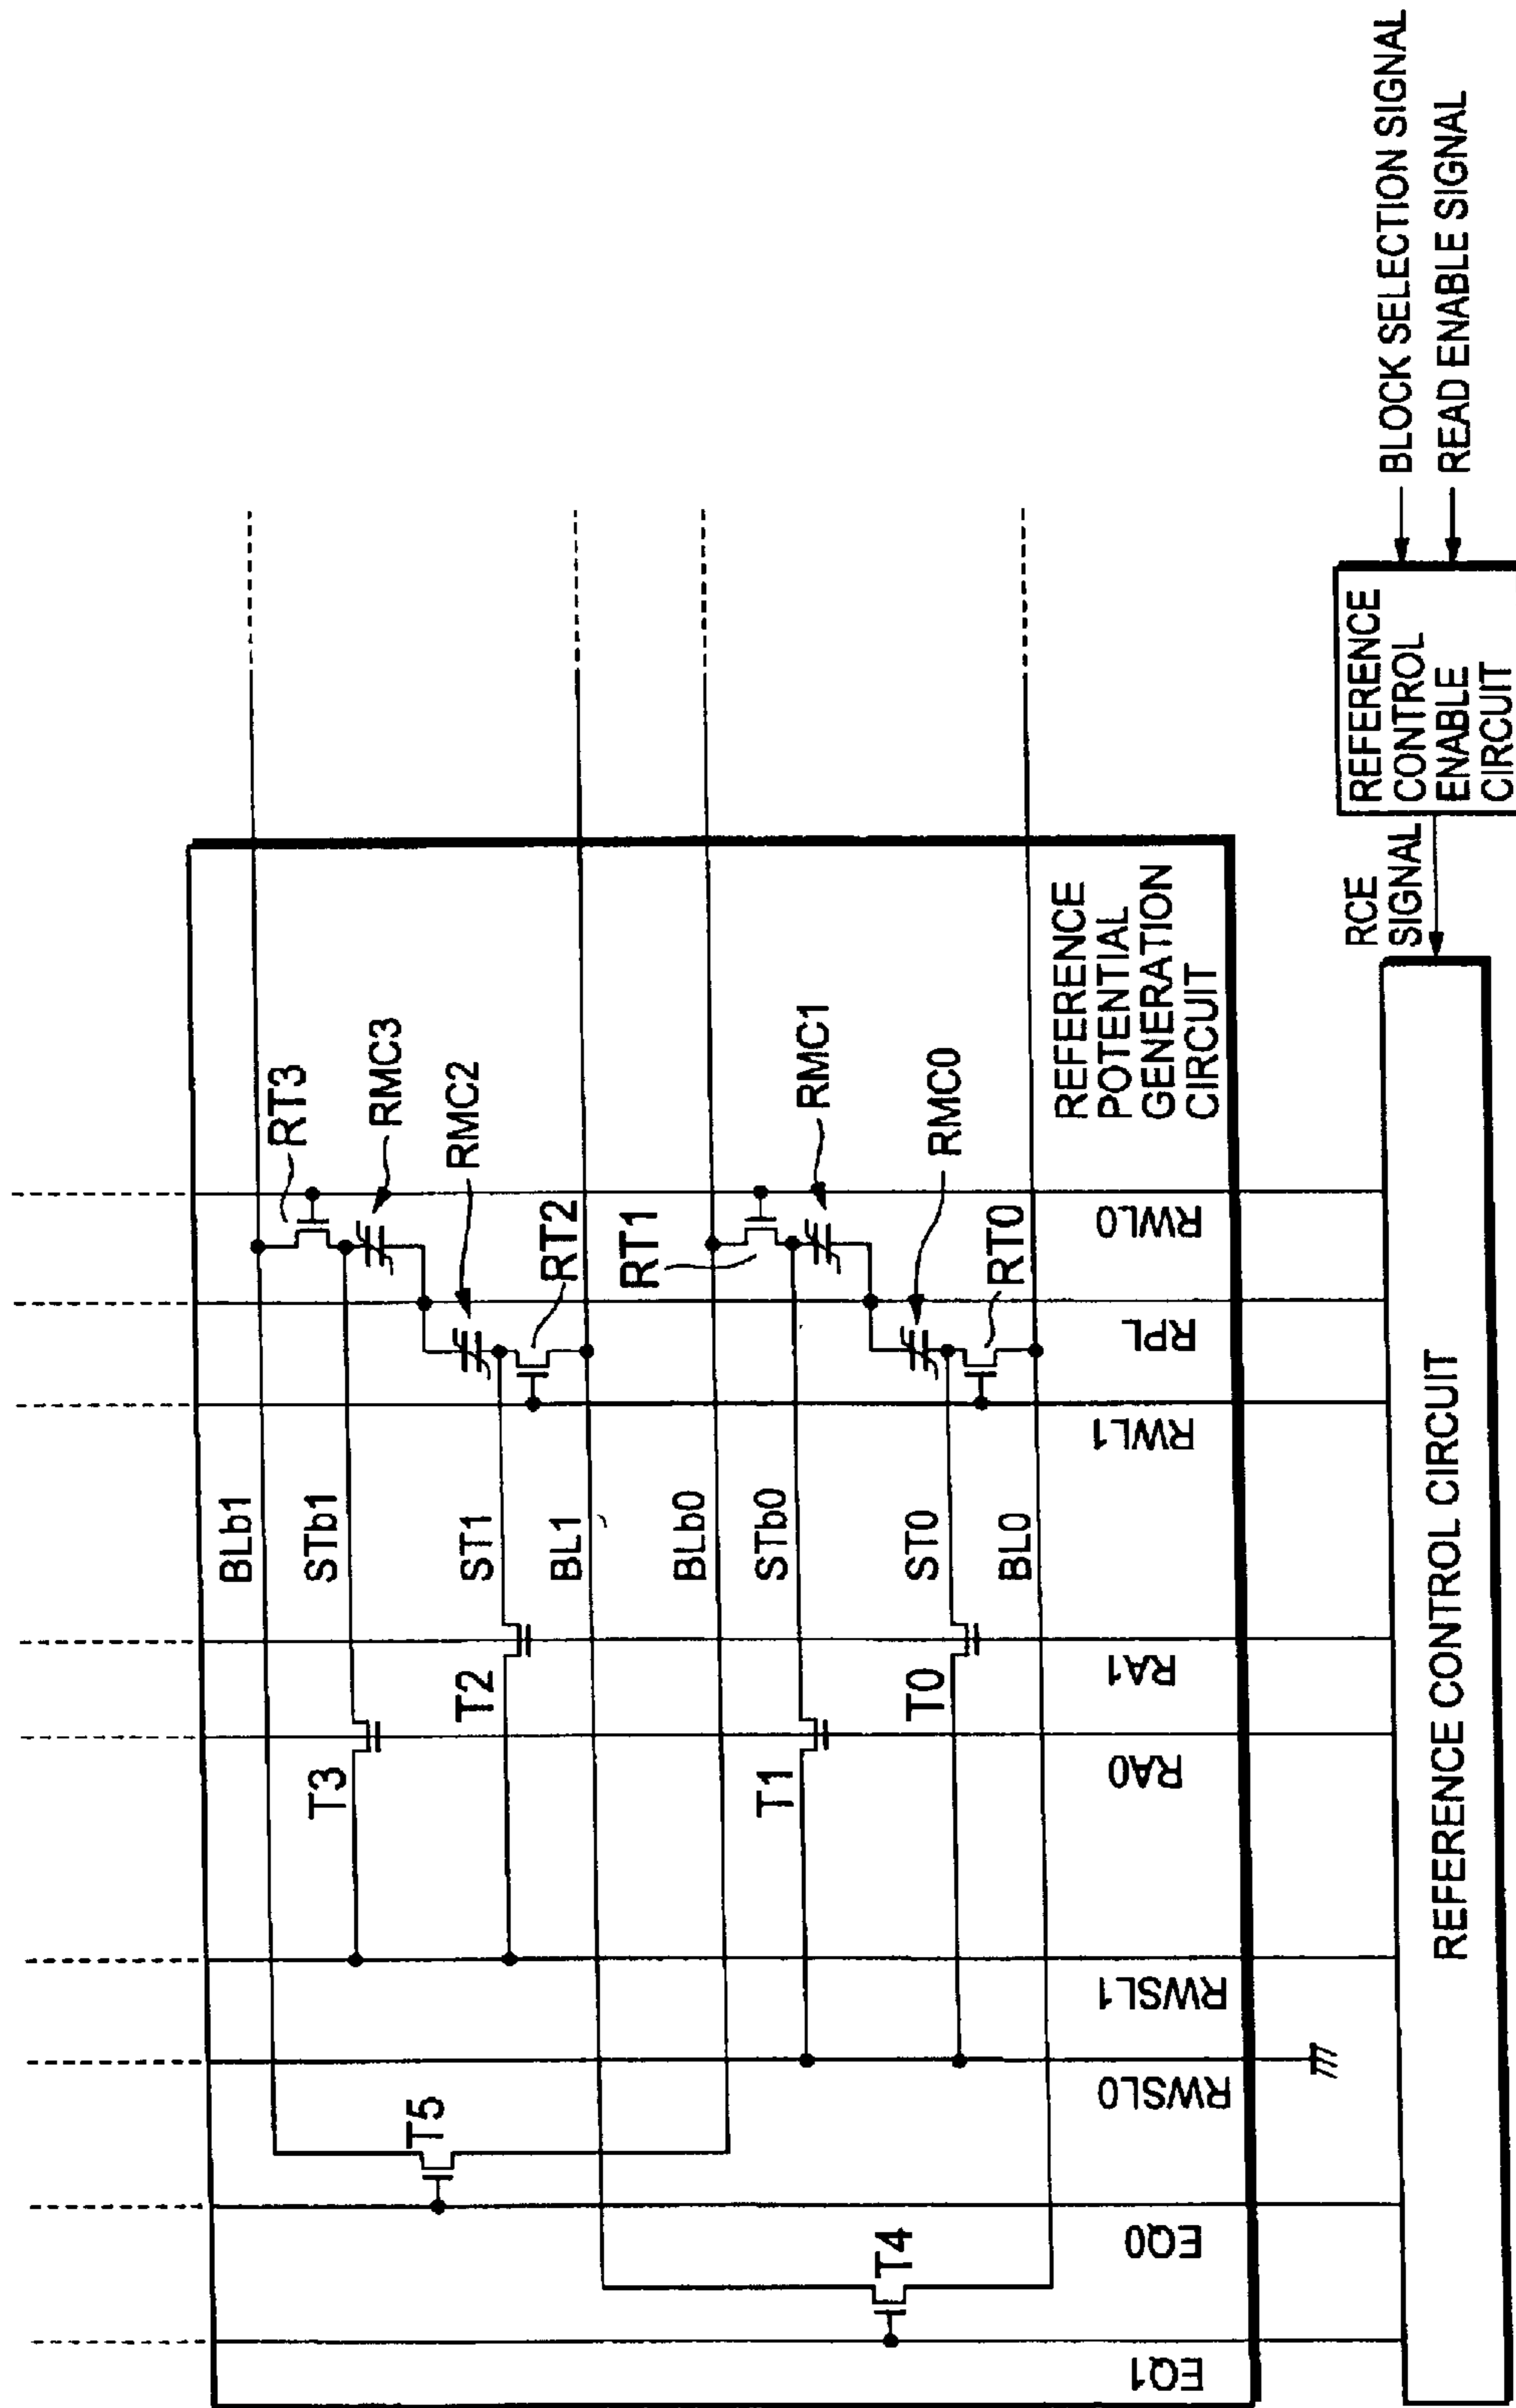 BLOCK SELECTION SIGNAL
READ ENABLE SIGNAL
REFERENCE
CONTROL
ENABLE
CIRCUIT
RCE
SIGNAL
REFERENCE
POTENTIAL
GENERATION
CIRCUIT
RT3
RMC3
RMC2
RT2
RT1
RMC1
RMC0
RT0
RWL0
RPL
RWL1
BLb1
STb1
ST1
BL1
BLb0
STb0
ST0
BL0
T3
T2
T1
T0
RA1
RA0
RWSL1
RWSL0
T5
T4
EQ0
EQ1
REFERENCE CONTROL CIRCUIT